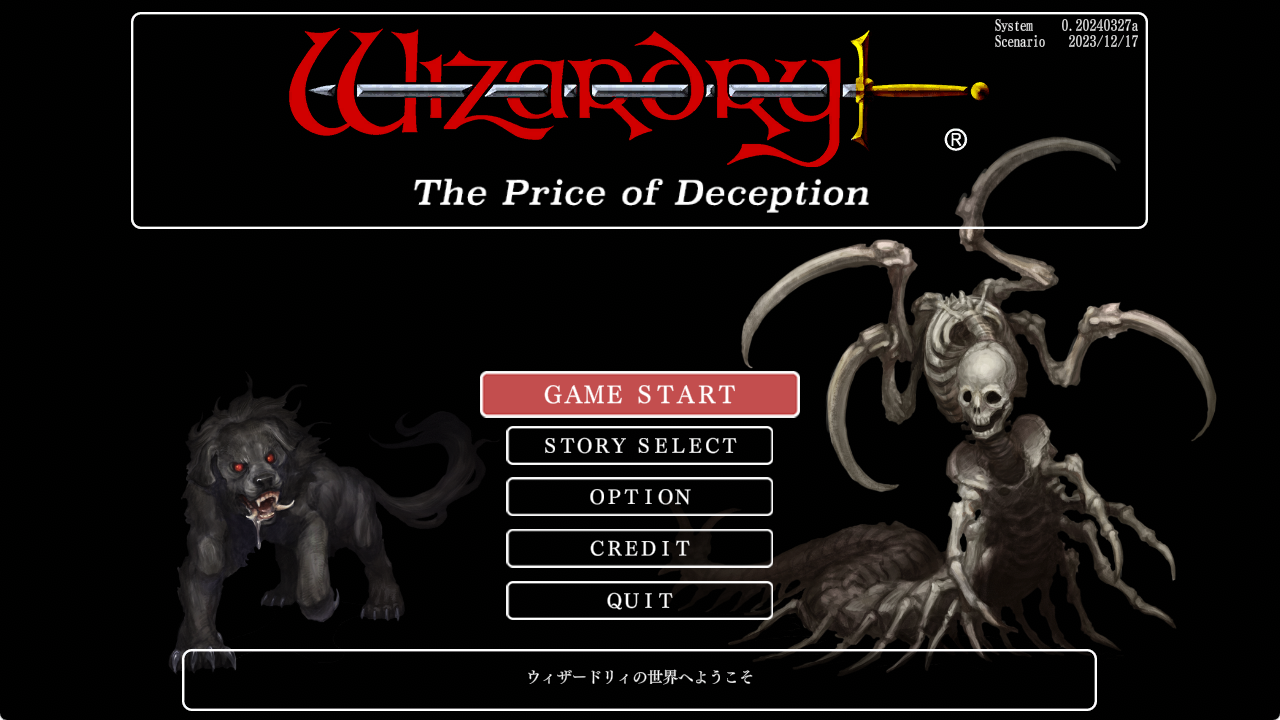 System 0.20240327a
Scenario 2023/12/17
Wizardry
®
The Price of Deception
GAME START
STORY SELECT
OPTION
CREDIT
QUIT
ウィザードリィの世界へようこそ